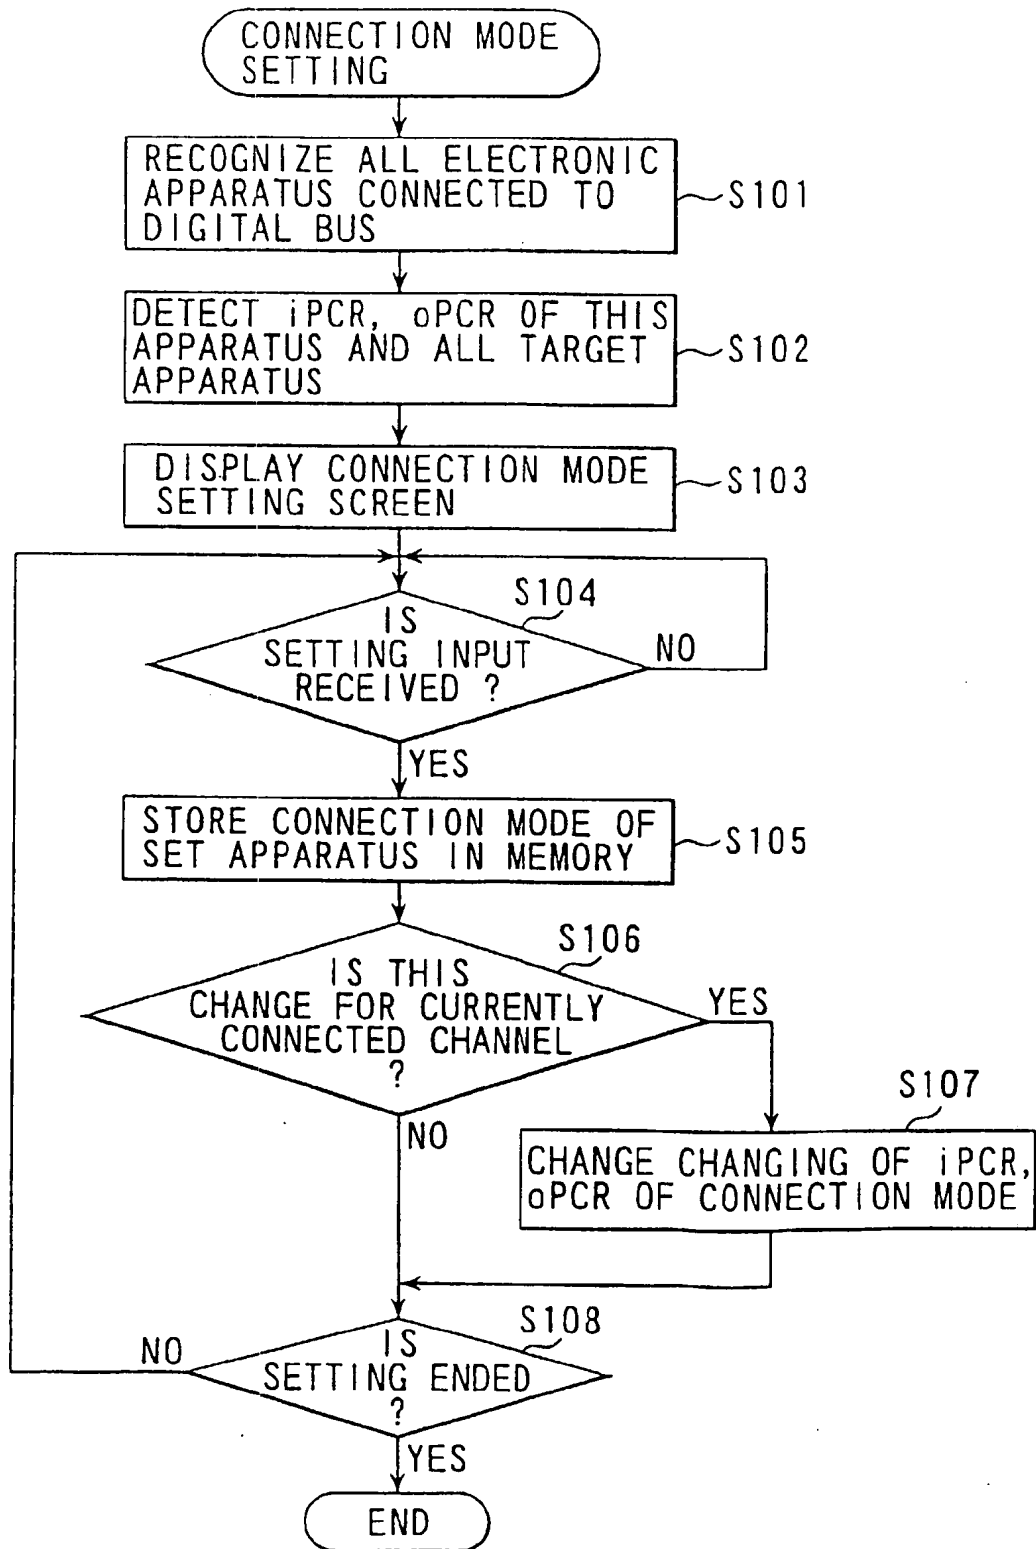 CONNECTION MODE
SETTING
RECOGNIZE ALL ELECTRONIC
APPARATUS CONNECTED TO
DIGITAL BUS
S101
DETECT iPCR, oPCR OF THIS
APPARATUS AND ALL TARGET
APPARATUS
S102
DISPLAY CONNECTION MODE
SETTING SCREEN
S103
S104
IS
SETTING INPUT
RECEIVED ?
NO
YES
STORE CONNECTION MODE OF
SET APPARATUS IN MEMORY
S105
S106
IS THIS
CHANGE FOR CURRENTLY
CONNECTED CHANNEL
?
YES
NO
S107
CHANGE CHANGING OF iPCR,
oPCR OF CONNECTION MODE
S108
NO
IS
SETTING ENDED
?
YES
END